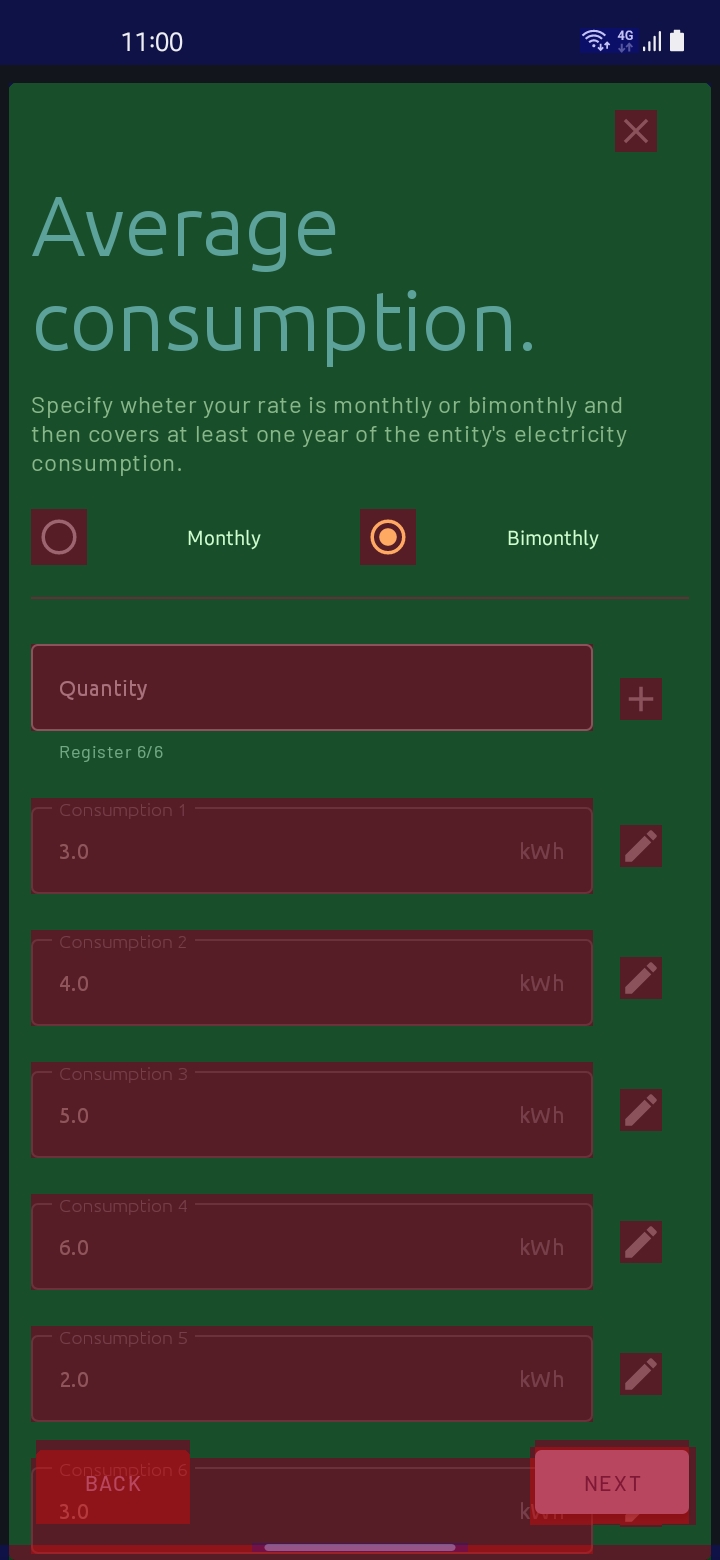 11:00
4G
Average
consumption.
Specify wheter your rate is monthtly or bimonthly and
then covers at least one year of the entity's electricity
consumption.
Monthly
Bimonthly
Quantity
Register 6/6
Consumption 1
3.0 kWh
Consumption 2
4.0 kWh
Consumption 3
5.0 kWh
Consumption 4
6.0 kWh
Consumption 5
2.0 kWh
Consumption 6
BACK
NEXT
3.0